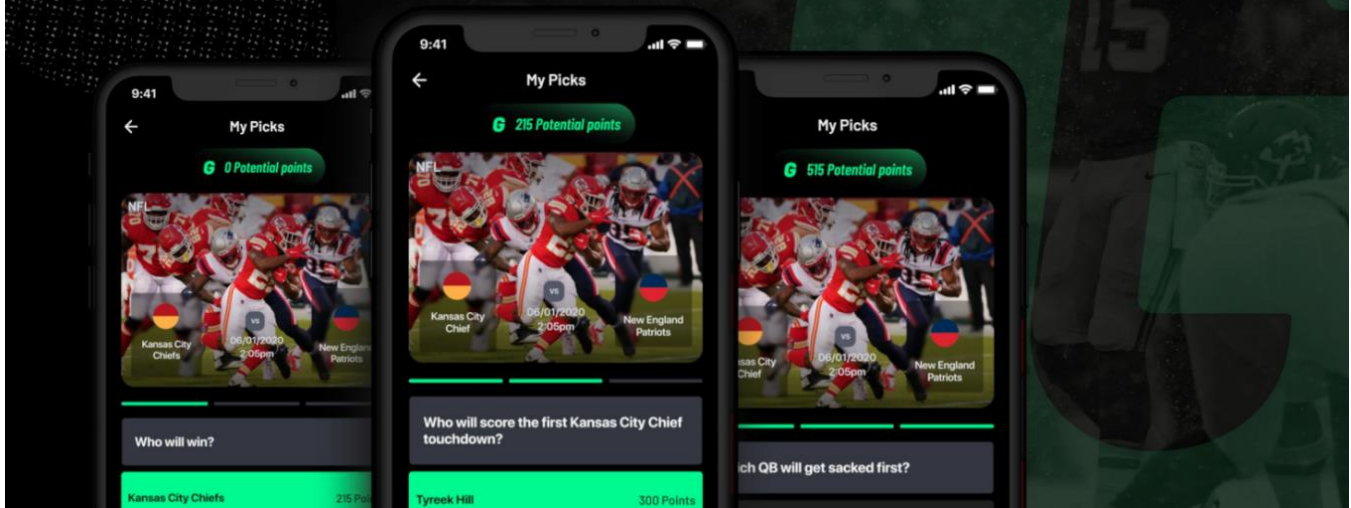 9:41
My Picks
G 0 Potential points
NFL
VS
Kansas City
Chiefs
06/01/2020
2:05pm
New England
Patriots
Who will win?
Kansas City Chiefs
215
9:41
My Picks
G 215 Potential points
NFL
VS
Kansas City
Chief
06/01/2020
2:05pm
New England
Patriots
Who will score the first Kansas City Chief
touchdown?
Tyreek Hill
300 Points
My Picks
G 515 Potential points
VS
City
Chief
06/01/2020
2:05pm
New England
Patriots
QB will get sacked first?
15